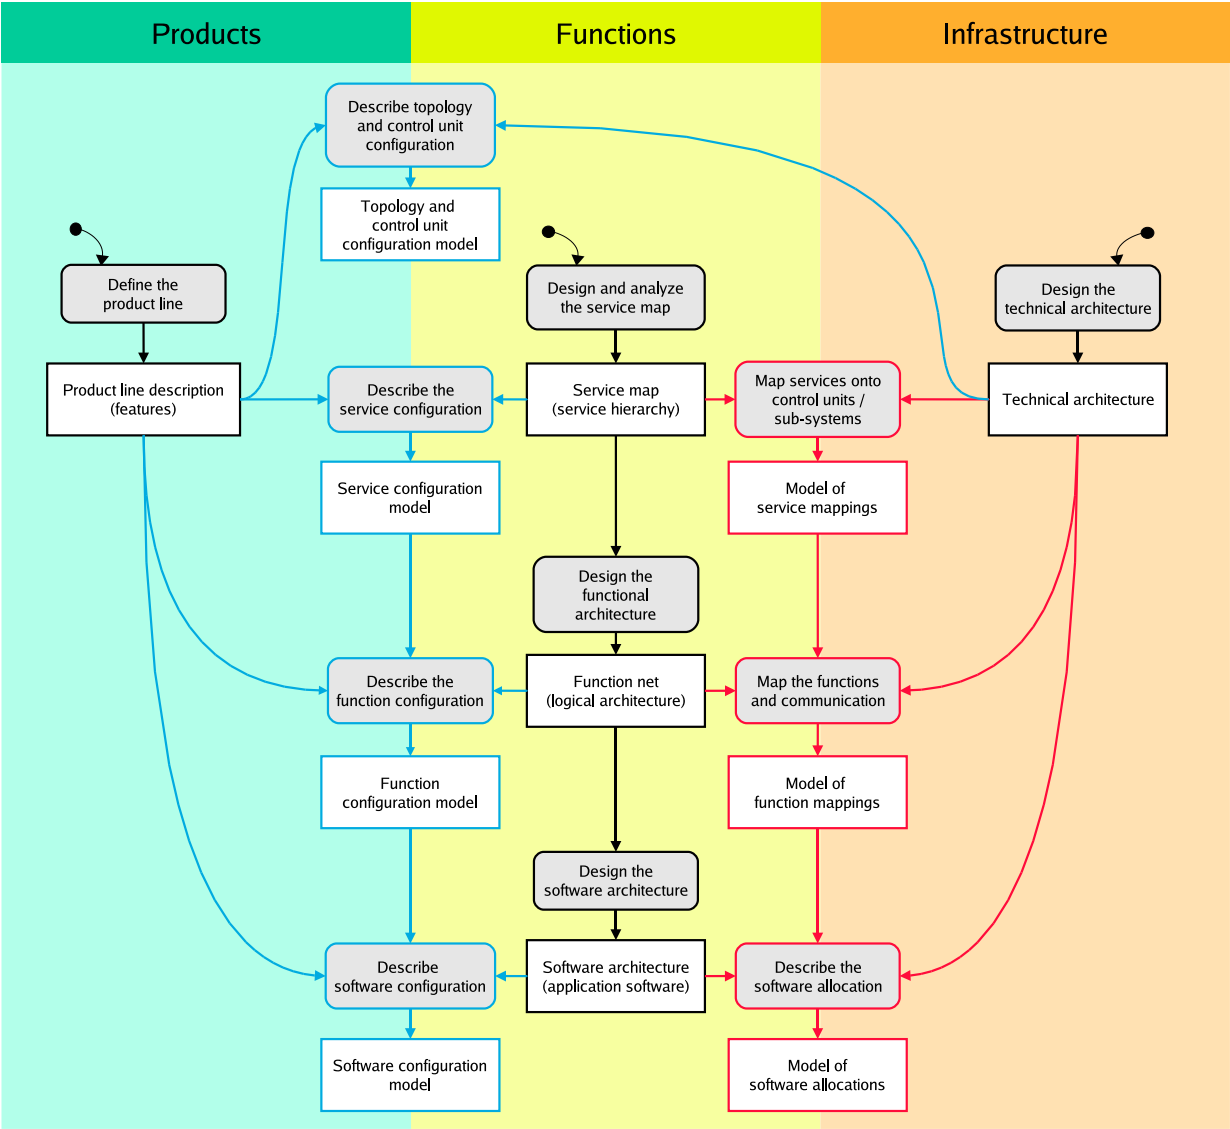 Products
Functions
Infrastructure
Describe topology
and control unit
configuration
Topology and
control unit
configuration model
Define the
product line
Design and analyze
the service map
Design the
technical architecture
Product line description
(features)
Describe the
service configuration
Service map
(service hierarchy)
Map services onto
control units /
sub-systems
Technical architecture
Service configuration
model
Model of
service mappings
Design the
functional
architecture
Describe the
function configuration
Function net
(logical architecture)
Map the functions
and communication
Function
configuration model
Model of
function mappings
Design the
software architecture
Describe
software configuration
Software architecture
(application software)
Describe the
software allocation
Software configuration
model
Model of
software allocations